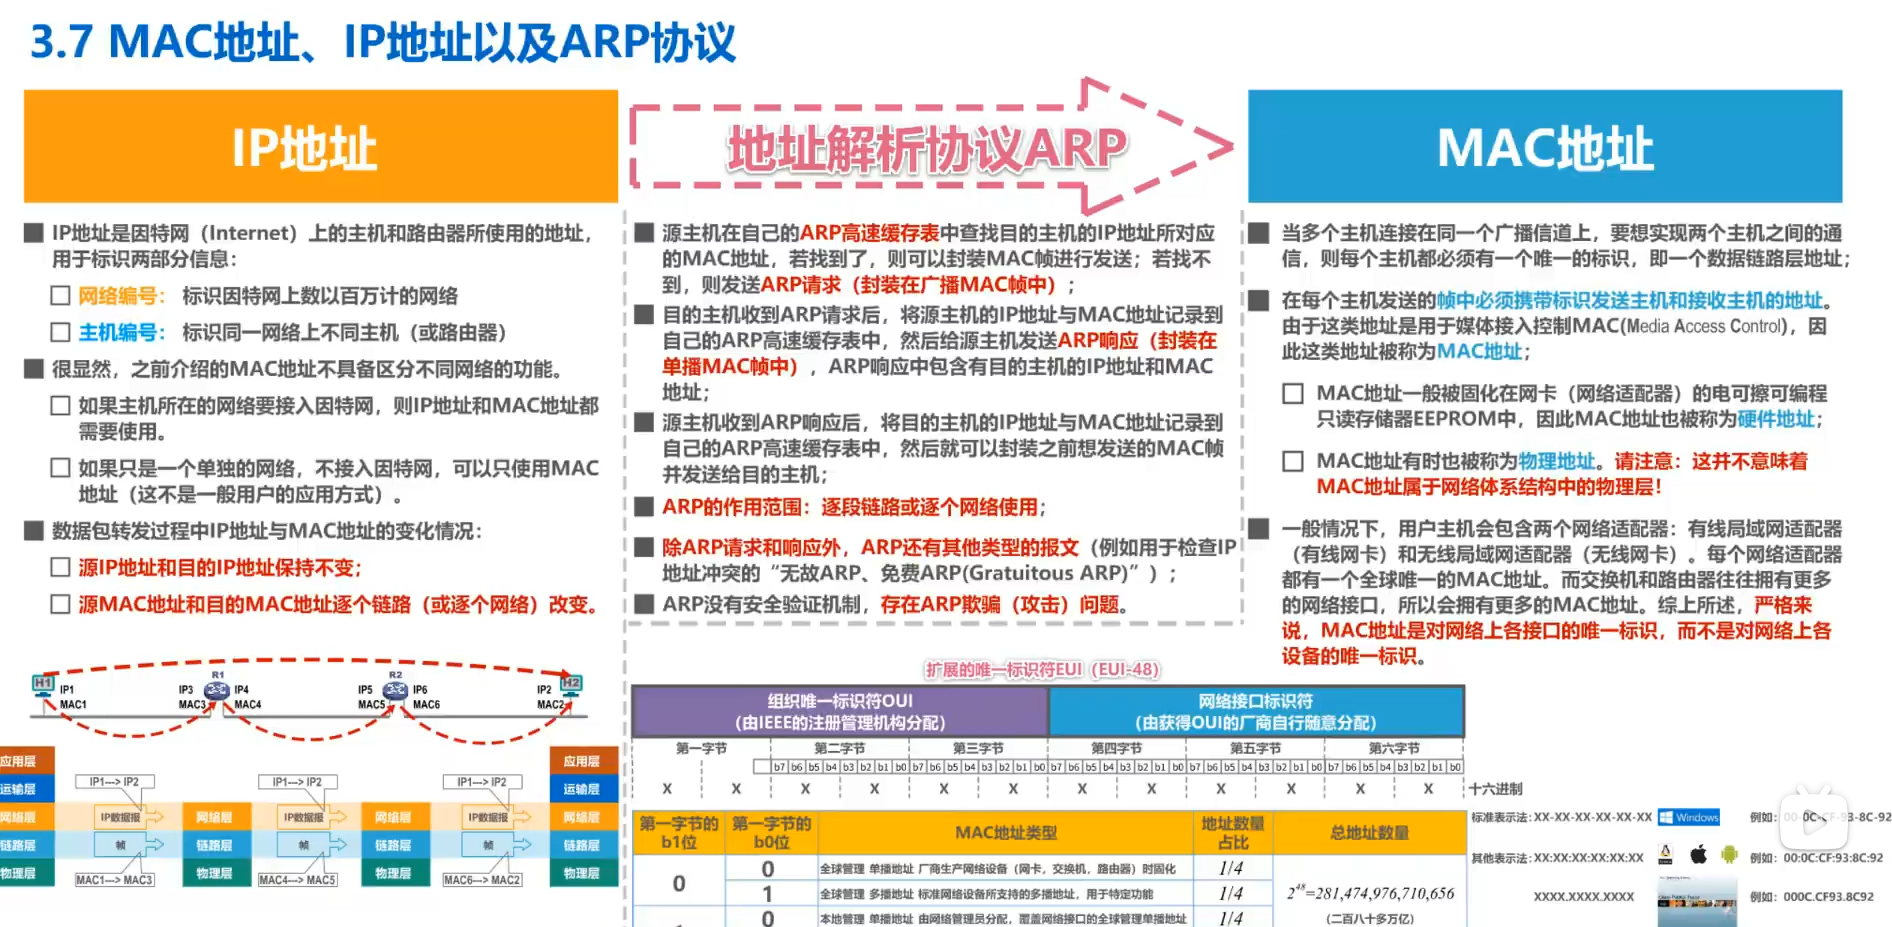 3.7 MAC地址、IP地址以及ARP协议
IP地址
IP地址是因特网（Internet）上的主机和路由器所使用的地址，
用于标识两部分信息：
网络编号： 标识因特网上数以百万计的网络
主机编号： 标识同一网络上不同主机（或路由器）
很显然，之前介绍的MAC地址不具备区分不同网络的功能。
如果主机所在的网络要接入因特网，则IP地址和MAC地址都
需要使用。
如果只是一个单独的网络，不接入因特网，可以只使用MAC
地址（这不是一般用户的应用方式）。
数据包转发过程中IP地址与MAC地址的变化情况：
源IP地址和目的IP地址保持不变；
源MAC地址和目的MAC地址逐个链路（或逐个网络）改变。
H1 IP1 IP3 R1 IP4 IP5 R2 IP6 IP2 H2
MAC1 MAC3 MAC4 MAC5 MAC6 MAC2
应用层 应用层
运输层 IP1---> IP2 IP1---> IP2 IP1---> IP2 运输层
网络层 IP数据报 网络层 IP数据报 网络层 IP数据报 网络层
链路层 帧 链路层 帧 链路层 帧 链路层
物理层 MAC1---> MAC3 物理层 MAC4---> MAC5 物理层 MAC6---> MAC2 物理层
地址解析协议ARP
源主机在自己的ARP高速缓存表中查找目的主机的IP地址所对应
的MAC地址，若找到了，则可以封装MAC帧进行发送；若找不
到，则发送ARP请求（封装在广播MAC帧中）；
目的主机收到ARP请求后，将源主机的IP地址与MAC地址记录到
自己的ARP高速缓存表中，然后给源主机发送ARP响应（封装在
单播MAC帧中），ARP响应中包含有目的主机的IP地址和MAC
地址；
源主机收到ARP响应后，将目的主机的IP地址与MAC地址记录到
自己的ARP高速缓存表中，然后就可以封装之前想发送的MAC帧
并发送给目的主机；
ARP的作用范围：逐段链路或逐个网络使用；
除ARP请求和响应外，ARP还有其他类型的报文（例如用于检查IP
地址冲突的“无故ARP、免费ARP(Gratuitous ARP)”）；
ARP没有安全验证机制，存在ARP欺骗（攻击）问题。
MAC地址
当多个主机连接在同一个广播信道上，要想实现两个主机之间的通
信，则每个主机都必须有一个唯一的标识，即一个数据链路层地址；
在每个主机发送的帧中必须携带标识发送主机和接收主机的地址。
由于这类地址是用于媒体接入控制MAC(Media Access Control)，因
此这类地址被称为MAC地址；
MAC地址一般被固化在网卡（网络适配器）的电可擦可编程
只读存储器EEPROM中，因此MAC地址也被称为硬件地址；
MAC地址有时也被称为物理地址。请注意：这并不意味着
MAC地址属于网络体系结构中的物理层！
一般情况下，用户主机会包含两个网络适配器：有线局域网适配器
（有线网卡）和无线局域网适配器（无线网卡）。每个网络适配器
都有一个全球唯一的MAC地址。而交换机和路由器往往拥有更多
的网络接口，所以会拥有更多的MAC地址。综上所述，严格来
说，MAC地址是对网络上各接口的唯一标识，而不是对网络上各
设备的唯一标识。
扩展的唯一标识符EUI（EUI-48）
组织唯一标识符OUI 网络接口标识符
（由IEEE的注册管理机构分配） （由获得OUI的厂商自行随意分配）
第一字节 第二字节 第三字节 第四字节 第五字节 第六字节
b7 b6 b5 b4 b3 b2 b1 b0 b7 b6 b5 b4 b3 b2 b1 b0 b7 b6 b5 b4 b3 b2 b1 b0 b7 b6 b5 b4 b3 b2 b1 b0 b7 b6 b5 b4 b3 b2 b1 b0
X X X X X X X X X X X X 十六进制
第一字节的 第一字节的 MAC地址类型 地址数量 总地址数量
b1位 b0位 占比
0 0 全球管理 单播地址 厂商生产网络设备（网卡，交换机，路由器）时固化 1/4
1 全球管理 多播地址 标准网络设备所支持的多播地址，用于特定功能 1/4 2^48=281,474,976,710,656
0 本地管理 单播地址 由网络管理员分配，覆盖网络接口的全球管理单播地址 1/4 （二百八十多万亿）
标准表示法：XX-XX-XX-XX-XX-XX Windows 例如：00-0C-CF-93-8C-92
其他表示法：XX:XX:XX:XX:XX:XX 例如：00:0C:CF:93:8C:92
XXXX.XXXX.XXXX 例如：000C.CF93.8C92